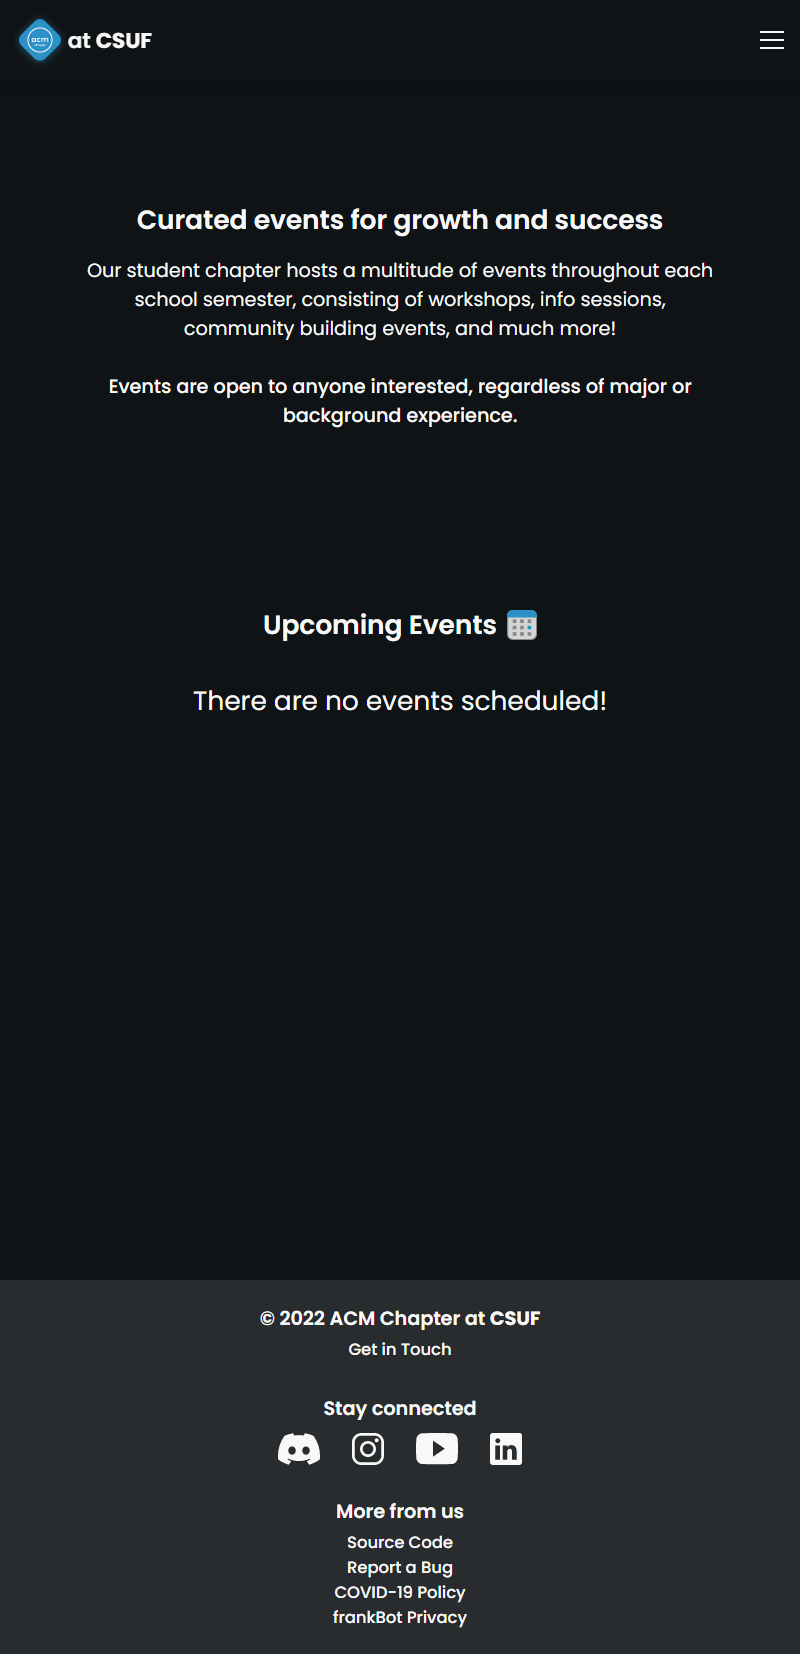 acm
at CSUF
Curated events for growth and success
Our student chapter hosts a multitude of events throughout each
school semester, consisting of workshops, info sessions,
community building events, and much more!
Events are open to anyone interested, regardless of major or
background experience.
Upcoming Events
There are no events scheduled!
© 2022 ACM Chapter at CSUF
Get in Touch
Stay connected
in
More from us
Source Code
Report a Bug
COVID-19 Policy
frankBot Privacy